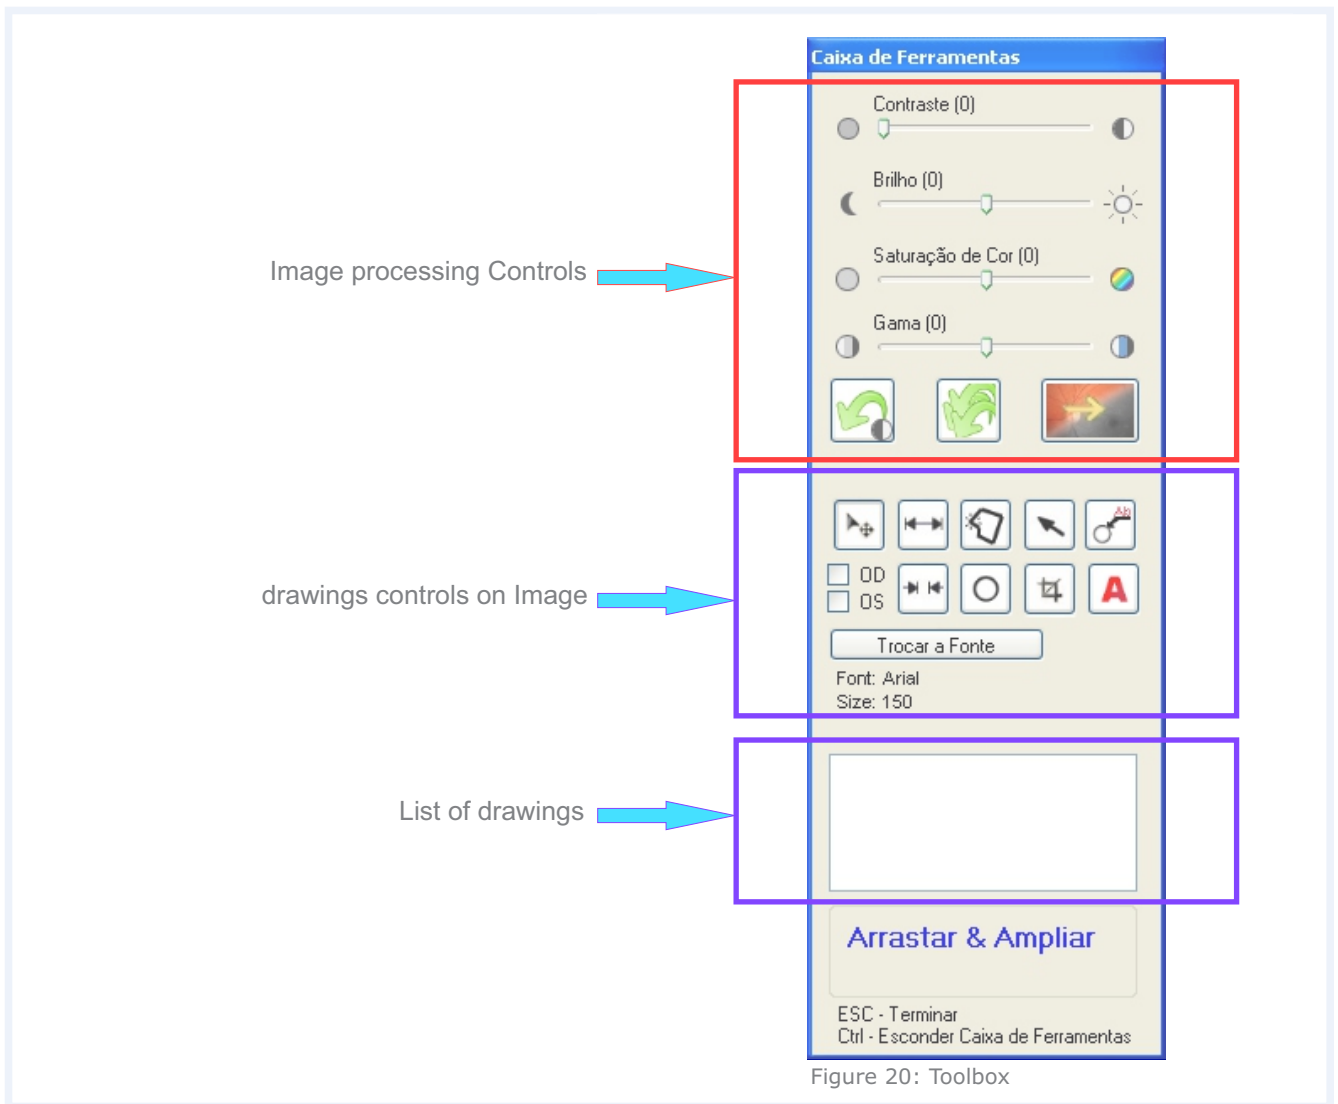 Caixa de Ferramentas
Contraste (0)
Brilho (0)
Saturação de Cor (0)
Image processing Controls
Gama (0)
Ab
OD
OS
drawings controls on Image
A
Trocar a Fonte
Font: Arial
Size: 150
List of drawings
Arrastar & Ampliar
ESC - Terminar
Ctrl - Esconder Caixa de Ferramentas
Figure 20: Toolbox